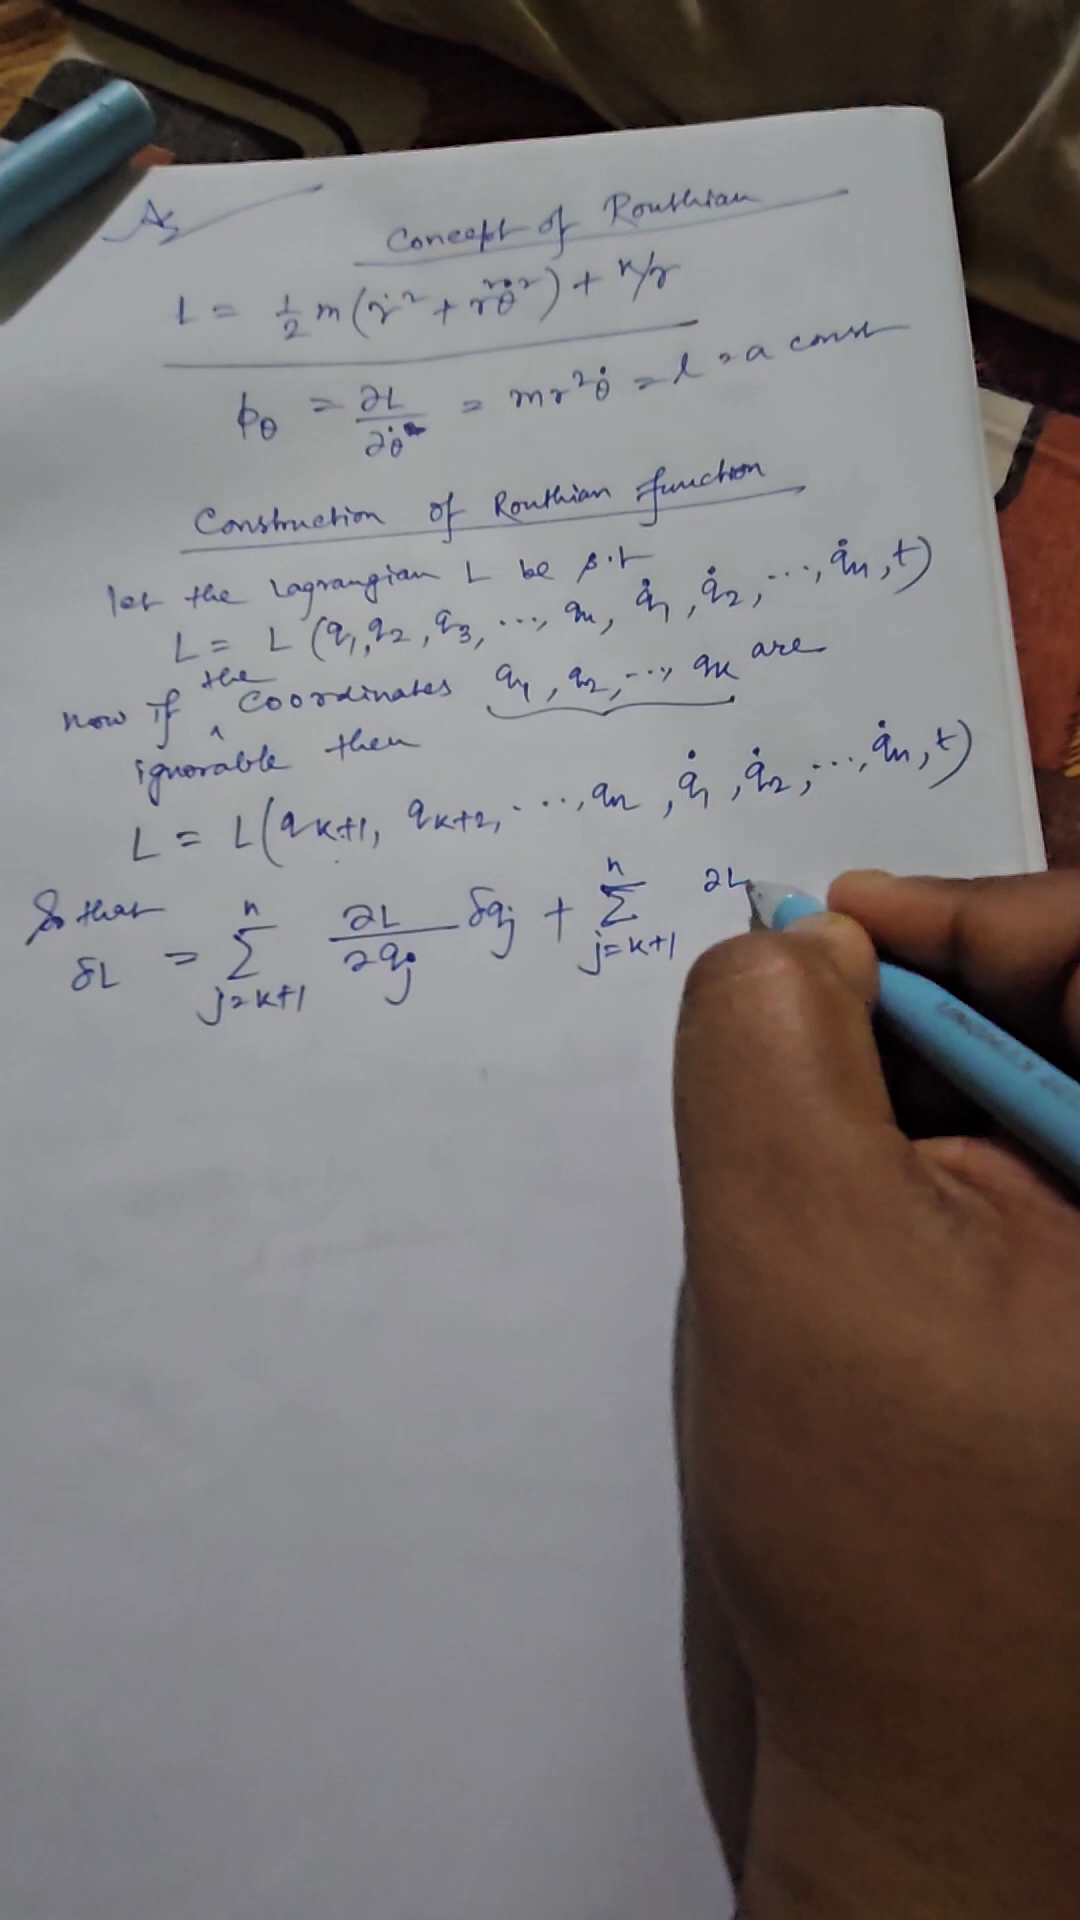 Concept of Routhian
L = 1/2 m(ṙ² + r²θ̇²) + K/r
pθ = ∂L/∂θ̇ = mr²θ̇ = l = a const
Construction of Routhian function
let the Lagrangian L be s.t
L = L (q1, q2, q3, ..., qn, q̇1, q̇2, ..., q̇n, t)
Now if the coordinates q1, q2, ..., qk are
ignorable then
L = L(qk+1, qk+2, ..., qn, q̇1, q̇2, ..., q̇n, t)
So that
δL = Σ_{j=k+1}^{n} ∂L/∂qj δqj + Σ_{j=k+1}^{n} ∂L